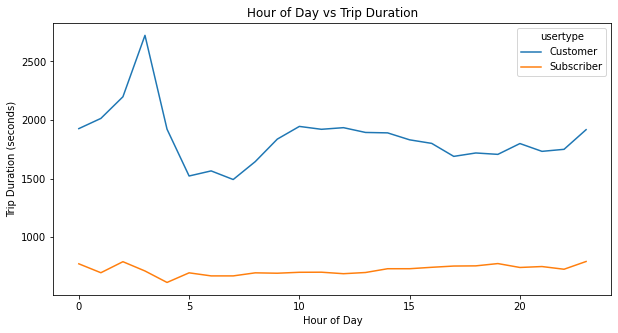 Hour of Day vs Trip Duration
usertype
Customer
Subscriber
Trip Duration (seconds)
2500
2000
1500
1000
0
5
10
15
20
Hour of Day